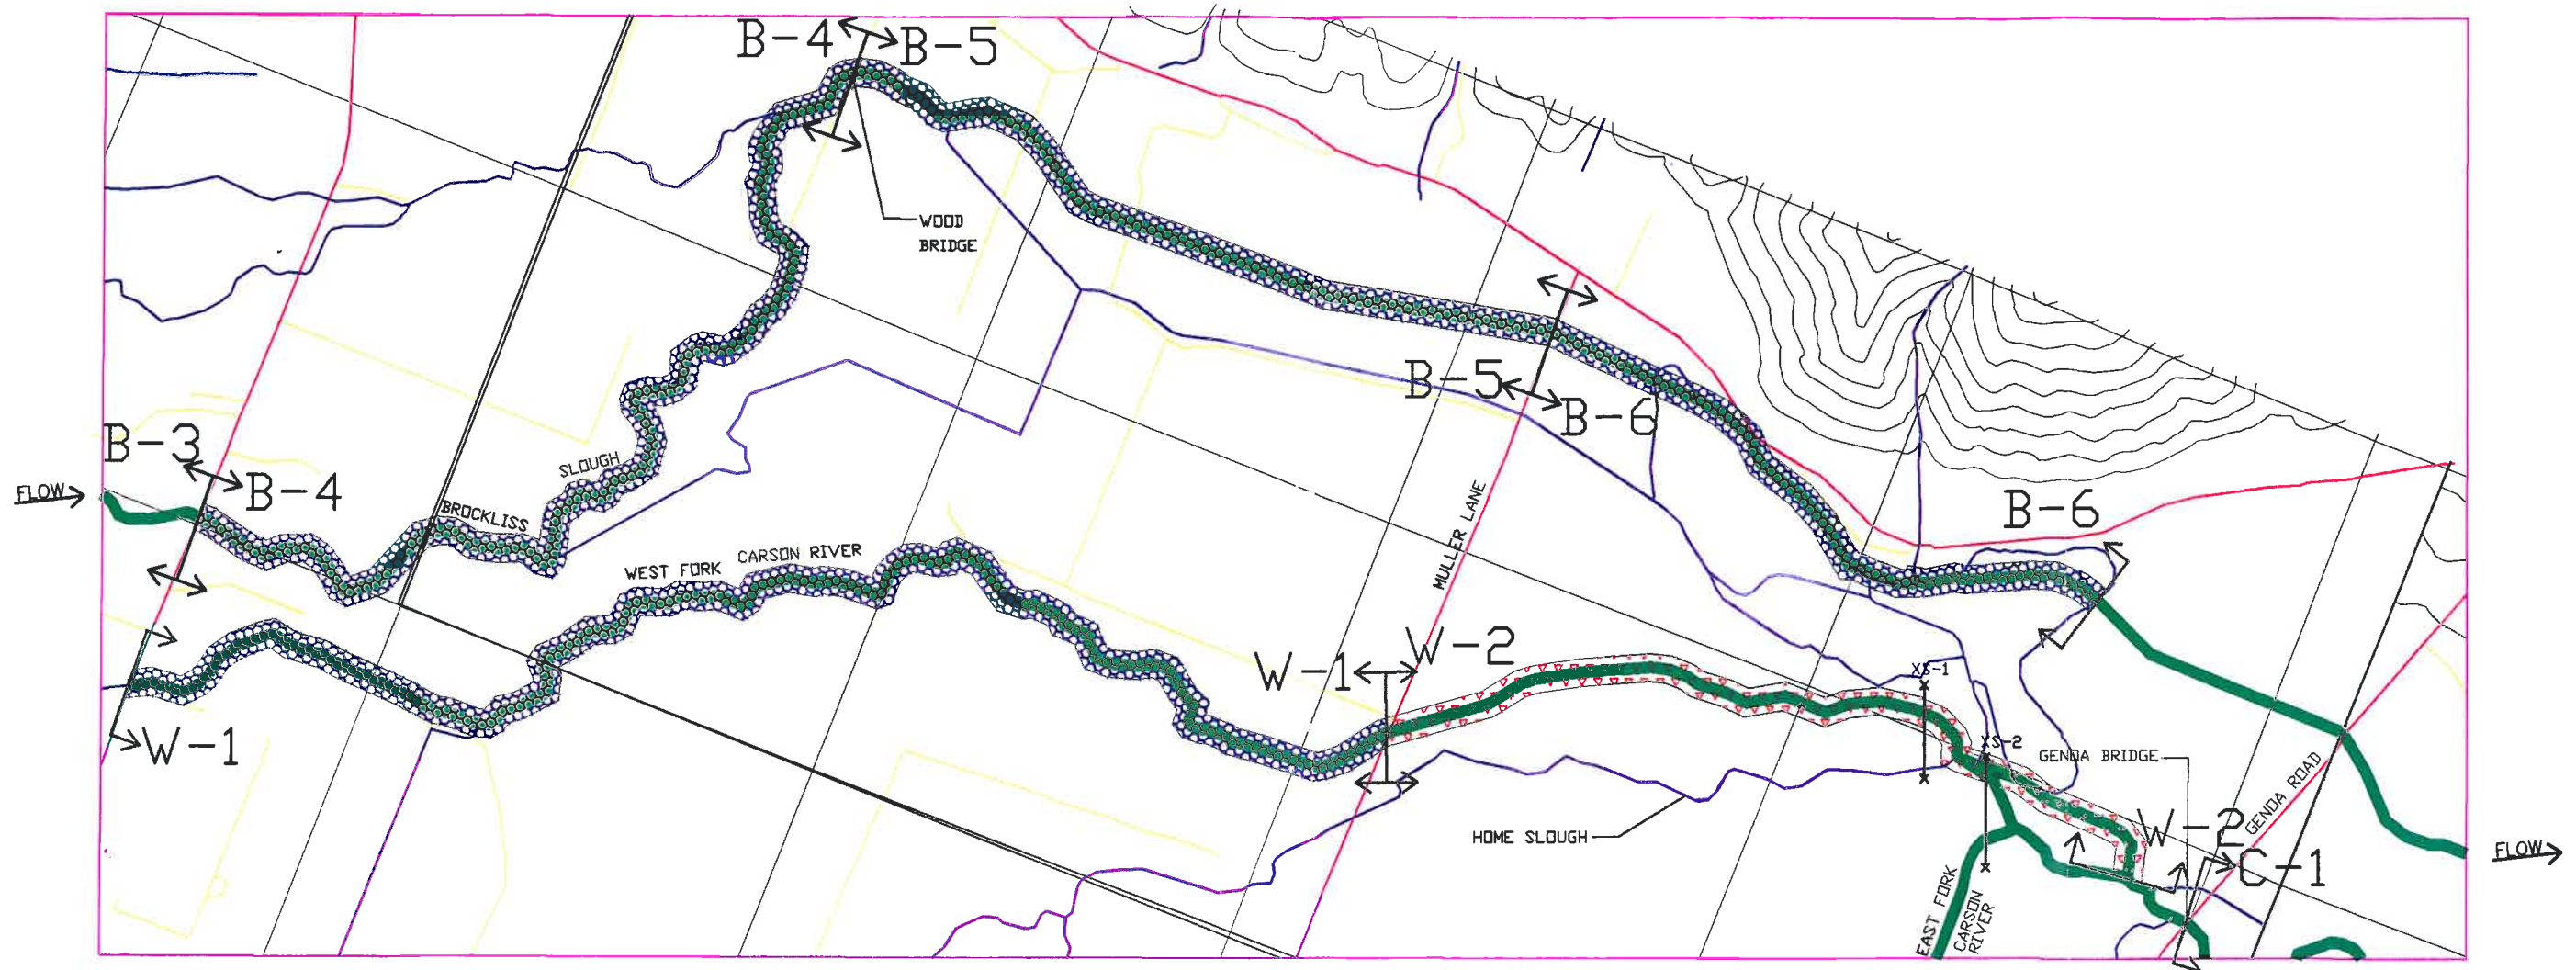 B-4 B-5
WOOD
BRIDGE
B-5 B-6
B-3 B-4
FLOW
SLOUGH
BROCKLISS
MULLER LANE
B-6
WEST FORK CARSON RIVER
W-1 W-2
XS-1
W-1
XS-2
GENOA BRIDGE
GENOA ROAD
HOME SLOUGH
W-2
C-1
FLOW
EAST FORK
CARSON
RIVER